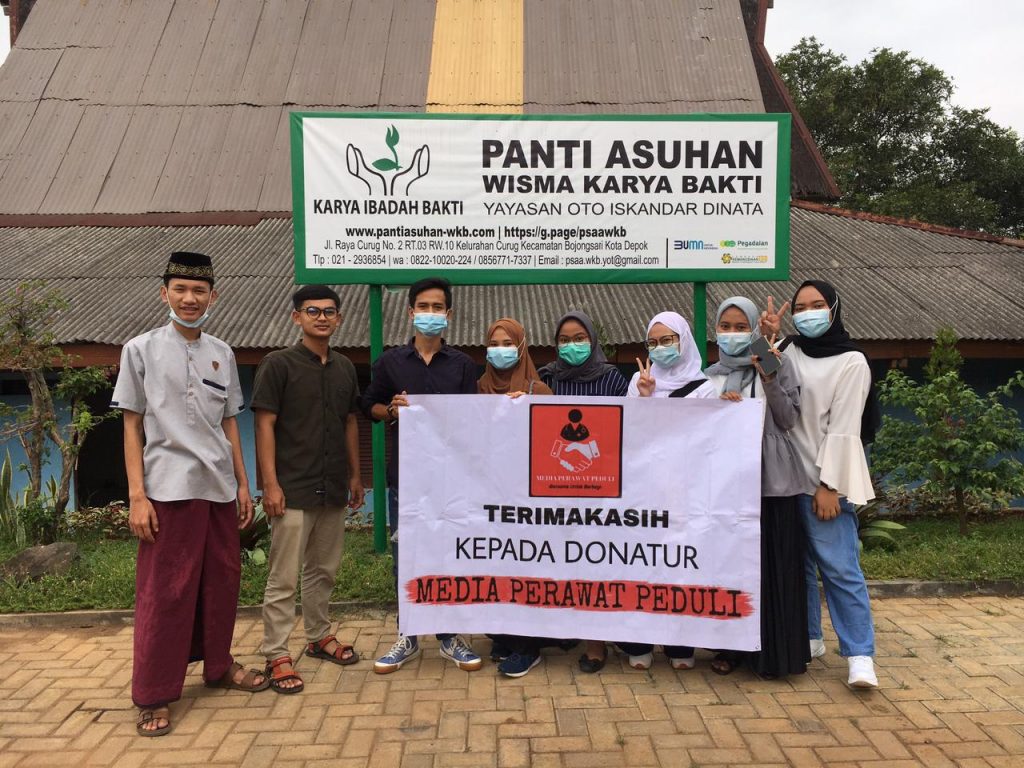 PANTI ASUHAN
WISMA KARYA BAKTI
KARYA IBADAH BAKTI
YAYASAN OTO ISKANDAR DINATA
www.pantiasuhan-wkb.com | https://g.page/psaawkb
Jl. Raya Curug No. 2 RT.03 RW.10 Kelurahan Curug Kecamatan Bojongsari Kota Depok
Tlp : 021 - 2936854 | wa : 0822-10020-224 / 0856771-7337 | Email : psaa.wkb.yot@gmail.com
BUMN
Pegadaian
MEDIA PERAWAT PEDULI
Bersama Untuk Berbagi
TERIMAKASIH
KEPADA DONATUR
MEDIA PERAWAT PEDULI